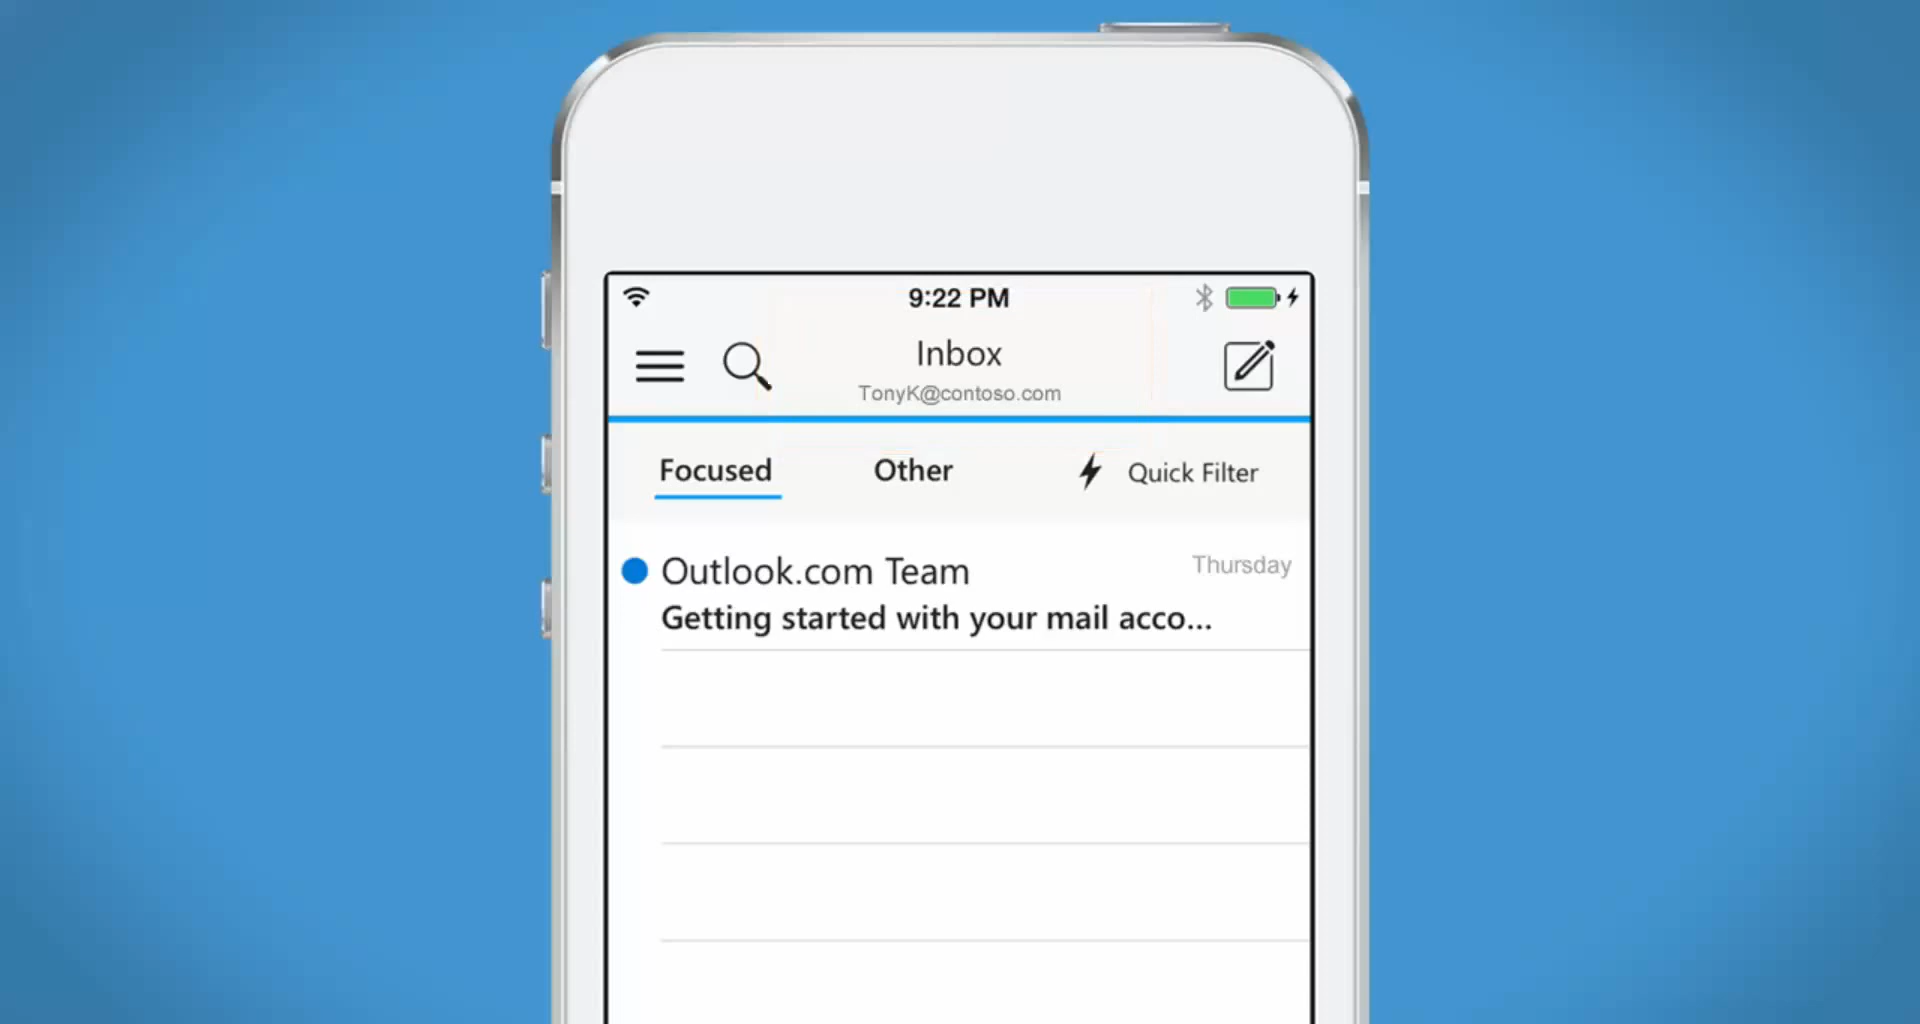 9:22 PM
Inbox
TonyK@contoso.com
Focused Other Quick Filter
Outlook.com Team Thursday
Getting started with your mail acco...